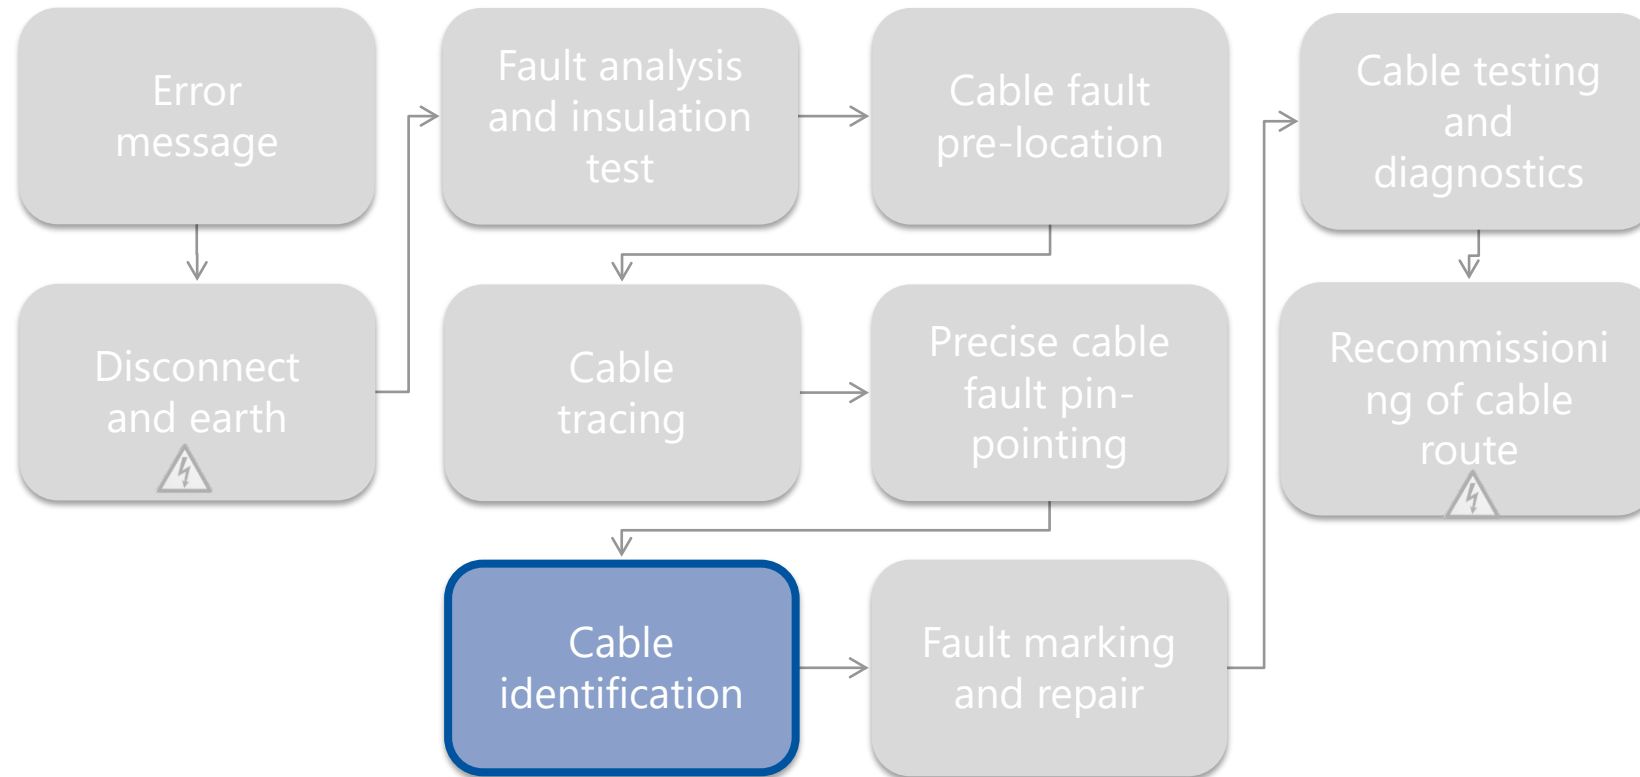 Error
message
Disconnect
and earth
Fault analysis
and insulation
test
Cable fault
pre-location
Cable
tracing
Precise cable
fault pin-
pointing
Cable
identification
Fault marking
and repair
Cable testing
and
diagnostics
Recommissioni
ng of cable
route